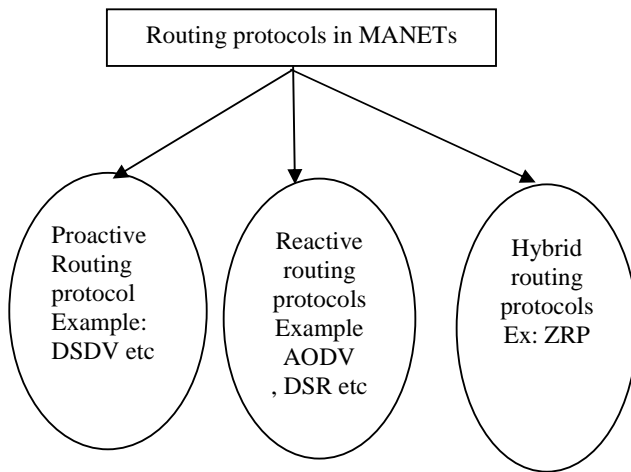 Routing protocols in MANETs
Proactive
Routing
protocol
Example:
DSDV etc
Reactive
routing
protocols
Example
AODV
, DSR etc
Hybrid
routing
protocols
Ex: ZRP